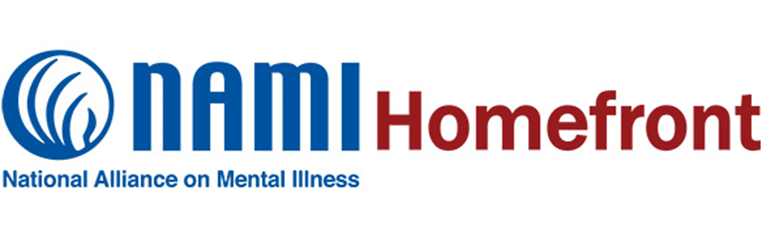 NAMI Homefront
National Alliance on Mental Illness